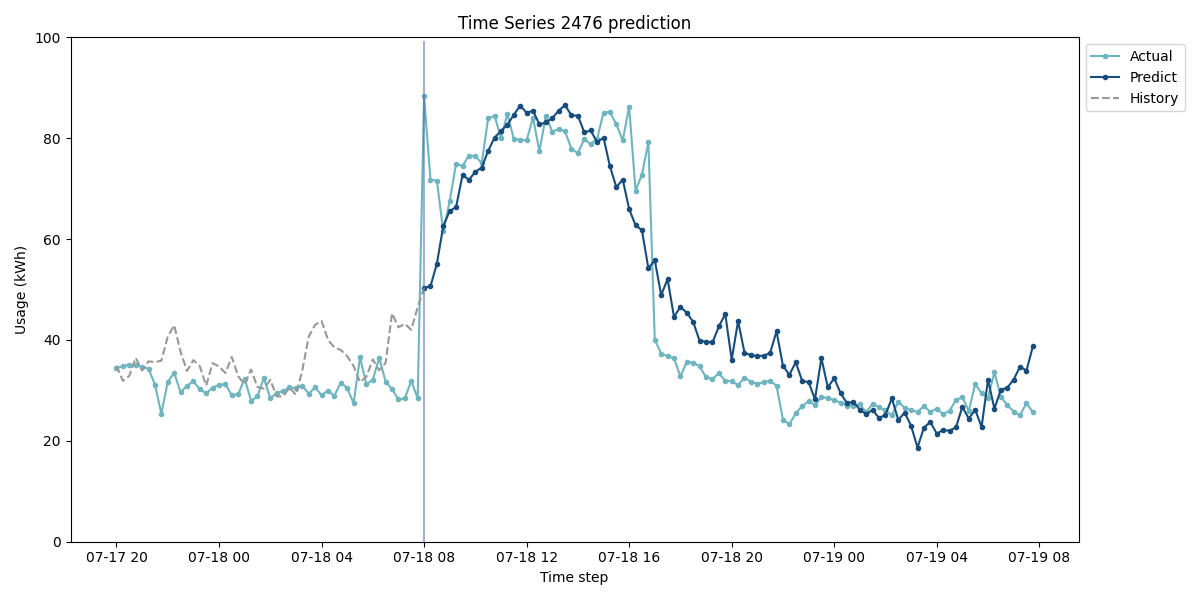 Time Series 2476 prediction
100
80
60
40
20
0
Usage (kWh)
07-17 20
07-18 00
07-18 04
07-18 08
07-18 12
07-18 16
07-18 20
07-19 00
07-19 04
07-19 08
Time step
Actual
Predict
History